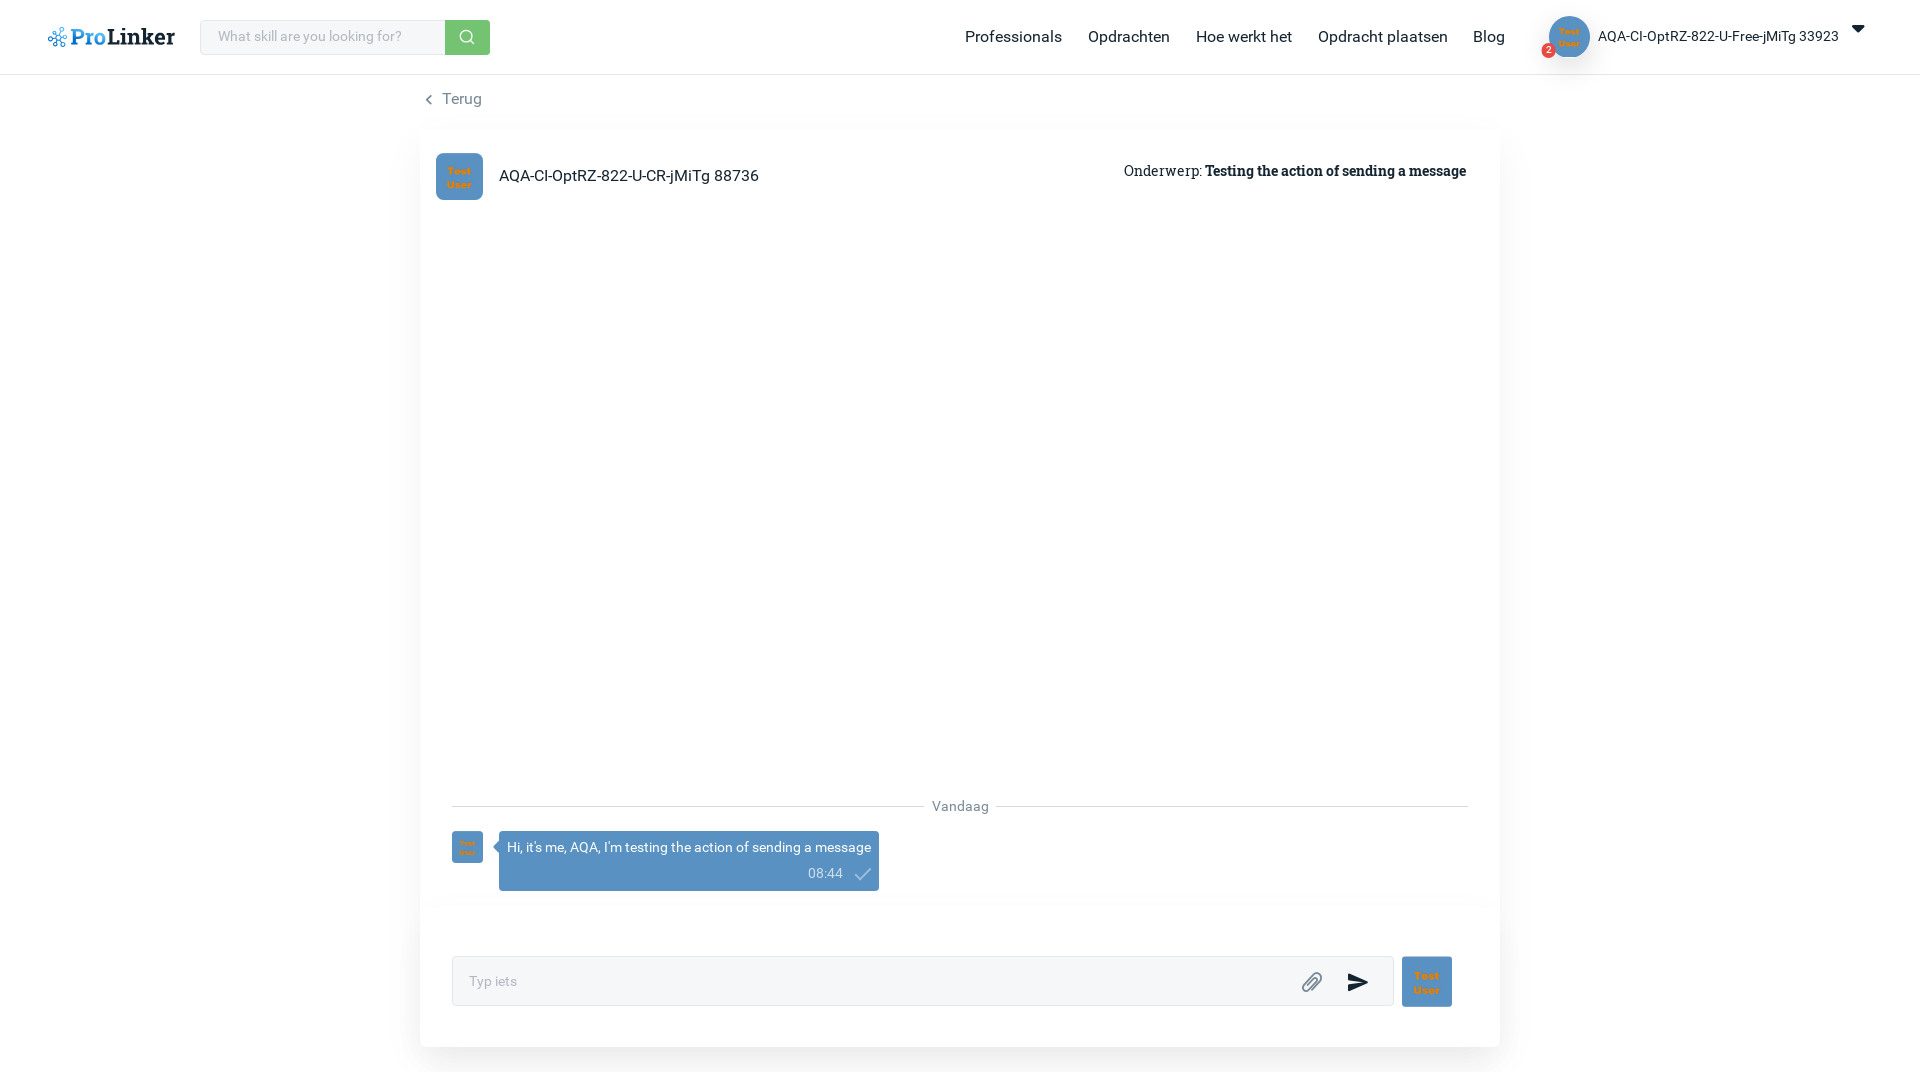 ProLinker
What skill are you looking for?
Professionals
Opdrachten
Hoe werkt het
Opdracht plaatsen
Blog
Test
User
2
AQA-CI-OptRZ-822-U-Free-jMiTg 33923
Terug
Test
User
AQA-CI-OptRZ-822-U-CR-jMiTg 88736
Onderwerp: Testing the action of sending a message
Vandaag
Test
User
Hi, it's me, AQA, I'm testing the action of sending a message
08:44
Typ iets
Test
User